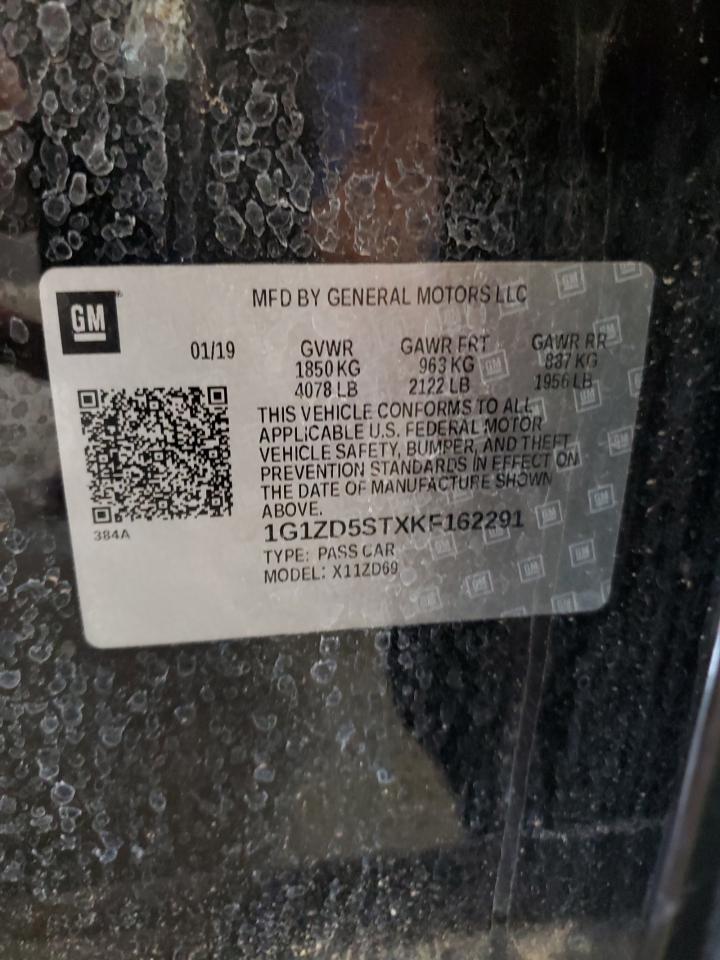 MFD BY GENERAL MOTORS LLC
GM
01/19
GVWR GAWR FRT GAWR RR
1850 KG 963 KG 887 KG
4078 LB 2122 LB 1956 LB
THIS VEHICLE CONFORMS TO ALL
APPLICABLE U.S. FEDERAL MOTOR
VEHICLE SAFETY, BUMPER, AND THEFT
PREVENTION STANDARDS IN EFFECT ON
THE DATE OF MANUFACTURE SHOWN
ABOVE.
1G1ZD5STXKF162291
TYPE: PASS CAR
MODEL: X11ZD69
384A